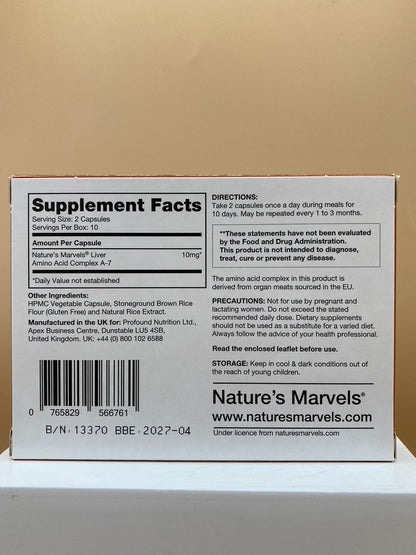 Supplement Facts
Serving Size: 2 Capsules
Servings Per Box: 10
Amount Per Capsule
Nature's Marvels® Liver 10mg*
Amino Acid Complex A-7
*Daily Value not established
Other Ingredients:
HPMC Vegetable Capsule, Stoneground Brown Rice
Flour (Gluten Free) and Natural Rice Extract.
Manufactured in the UK for: Profound Nutrition Ltd.,
Apex Business Centre, Dunstable LU5 4SB,
United Kingdom. UK: +44 (0) 800 102 6588
0 765829 566761
B/N: 13370 BBE: 2027-04
DIRECTIONS:
Take 2 capsules once a day during meals for
10 days. May be repeated every 1 to 3 months.
**These statements have not been evaluated
by the Food and Drug Administration.
This product is not intended to diagnose,
treat, cure or prevent any disease.
The amino acid complex in this product is
derived from organ meats sourced in the EU.
PRECAUTIONS: Not for use by pregnant and
lactating women. Do not exceed the stated
recommended daily dose. Dietary supplements
should not be used as a substitute for a varied diet.
Always follow the advice of your health professional.
Read the enclosed leaflet before use.
STORAGE: Keep in cool & dark conditions out of
the reach of young children.
Nature's Marvels®
www.naturesmarvels.com
Under licence from naturesmarvels.com